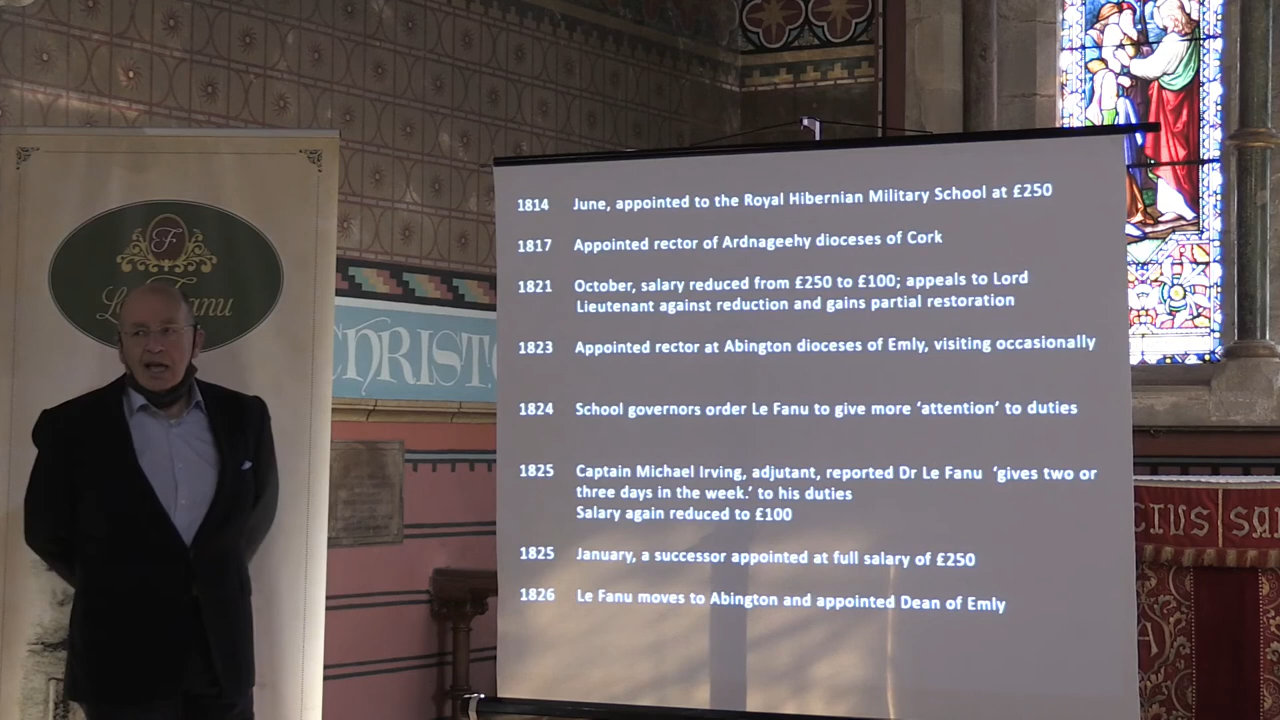 F
Le Fanu
CHRIST
1814 June, appointed to the Royal Hibernian Military School at £250
1817 Appointed rector of Ardnageehy dioceses of Cork
1821 October, salary reduced from £250 to £100; appeals to Lord
Lieutenant against reduction and gains partial restoration
1823 Appointed rector at Abington dioceses of Emly, visiting occasionally
1824 School governors order Le Fanu to give more ‘attention’ to duties
1825 Captain Michael Irving, adjutant, reported Dr Le Fanu ‘gives two or
three days in the week.’ to his duties
Salary again reduced to £100
1825 January, a successor appointed at full salary of £250
1826 Le Fanu moves to Abington and appointed Dean of Emly
CTUS SAN